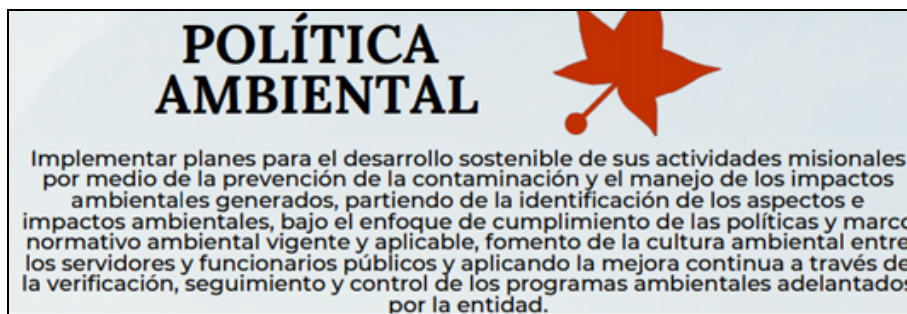 POLÍTICA
AMBIENTAL
Implementar planes para el desarrollo sostenible de sus actividades misionales
por medio de la prevención de la contaminación y el manejo de los impactos
ambientales generados, partiendo de la identificación de los aspectos e
impactos ambientales, bajo el enfoque de cumplimiento de las políticas y marco
normativo ambiental vigente y aplicable, fomento de la cultura ambiental entre
los servidores y funcionarios públicos y aplicando la mejora continua a través de
la verificación, seguimiento y control de los programas ambientales adelantados
por la entidad.